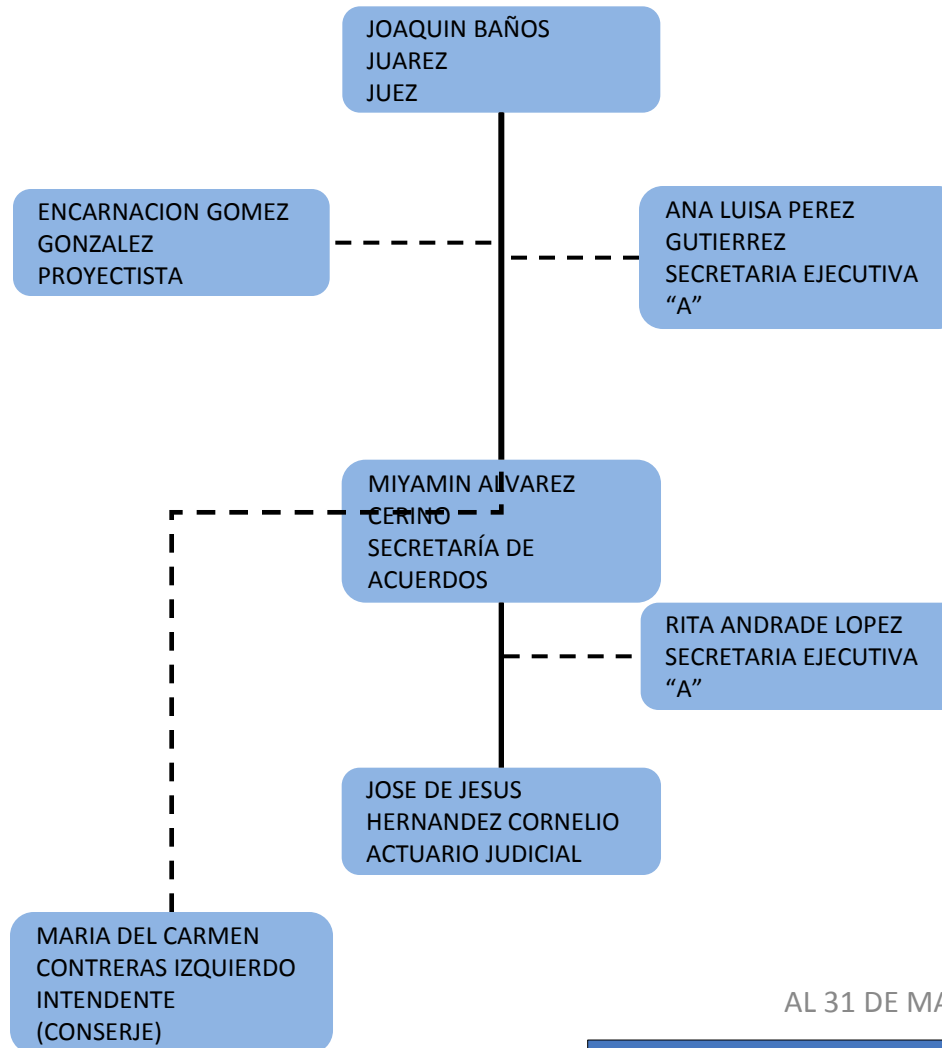 JOAQUIN BAÑOS
JUAREZ
JUEZ
ENCARNACION GOMEZ
GONZALEZ
PROYECTISTA
ANA LUISA PEREZ
GUTIERREZ
SECRETARIA EJECUTIVA
“A”
MIYAMIN ALVAREZ
CERINO
SECRETARÍA DE
ACUERDOS
RITA ANDRADE LOPEZ
SECRETARIA EJECUTIVA
“A”
JOSE DE JESUS
HERNANDEZ CORNELIO
ACTUARIO JUDICIAL
MARIA DEL CARMEN
CONTRERAS IZQUIERDO
INTENDENTE
(CONSERJE)
AL 31 DE